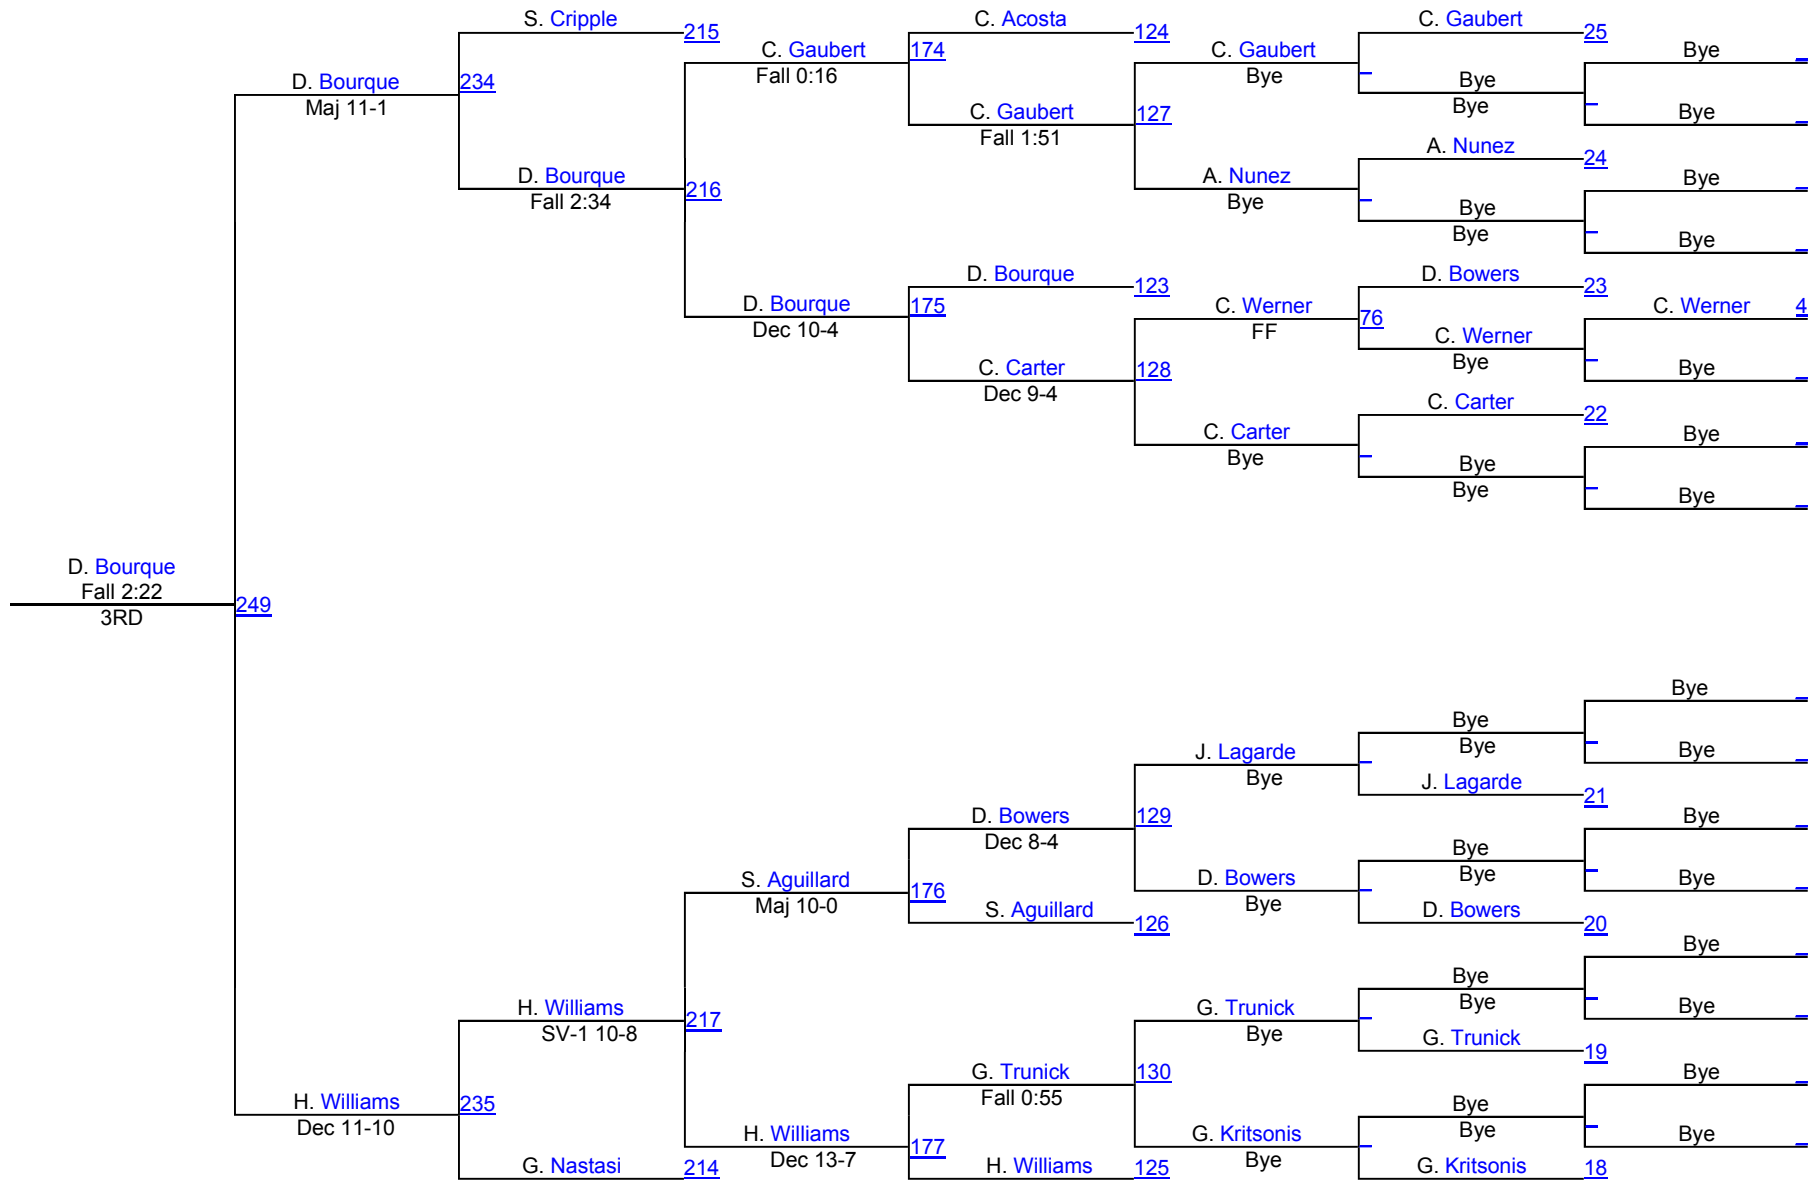 S. Cripple 215
C. Acosta 124
C. Gaubert 25
C. Gaubert 174
Fall 0:16
C. Gaubert
Bye
Bye
D. Bourque 234
Maj 11-1
Bye
Bye
C. Gaubert 127
Fall 1:51
Bye
A. Nunez 24
D. Bourque 216
Fall 2:34
A. Nunez
Bye
Bye
Bye
Bye
Bye
D. Bourque 123
D. Bowers 23
D. Bourque 175
Dec 10-4
C. Werner 76
FF
C. Werner 4
C. Werner
Bye
C. Carter 128
Dec 9-4
Bye
C. Carter 22
C. Carter
Bye
Bye
Bye
Bye
Bye
D. Bourque
Fall 2:22
249
3RD
Bye
Bye
Bye
J. Lagarde
Bye
Bye
J. Lagarde 21
D. Bowers 129
Dec 8-4
Bye
Bye
Bye
S. Aguillard 176
Maj 10-0
D. Bowers
Bye
Bye
S. Aguillard 126
D. Bowers 20
Bye
Bye
Bye
H. Williams 217
SV-1 10-8
G. Trunick
Bye
Bye
G. Trunick 19
G. Trunick 130
Fall 0:55
Bye
H. Williams 235
Dec 11-10
Bye
Bye
H. Williams 177
Dec 13-7
G. Kritsonis
Bye
Bye
G. Nastasi 214
H. Williams 125
G. Kritsonis 18